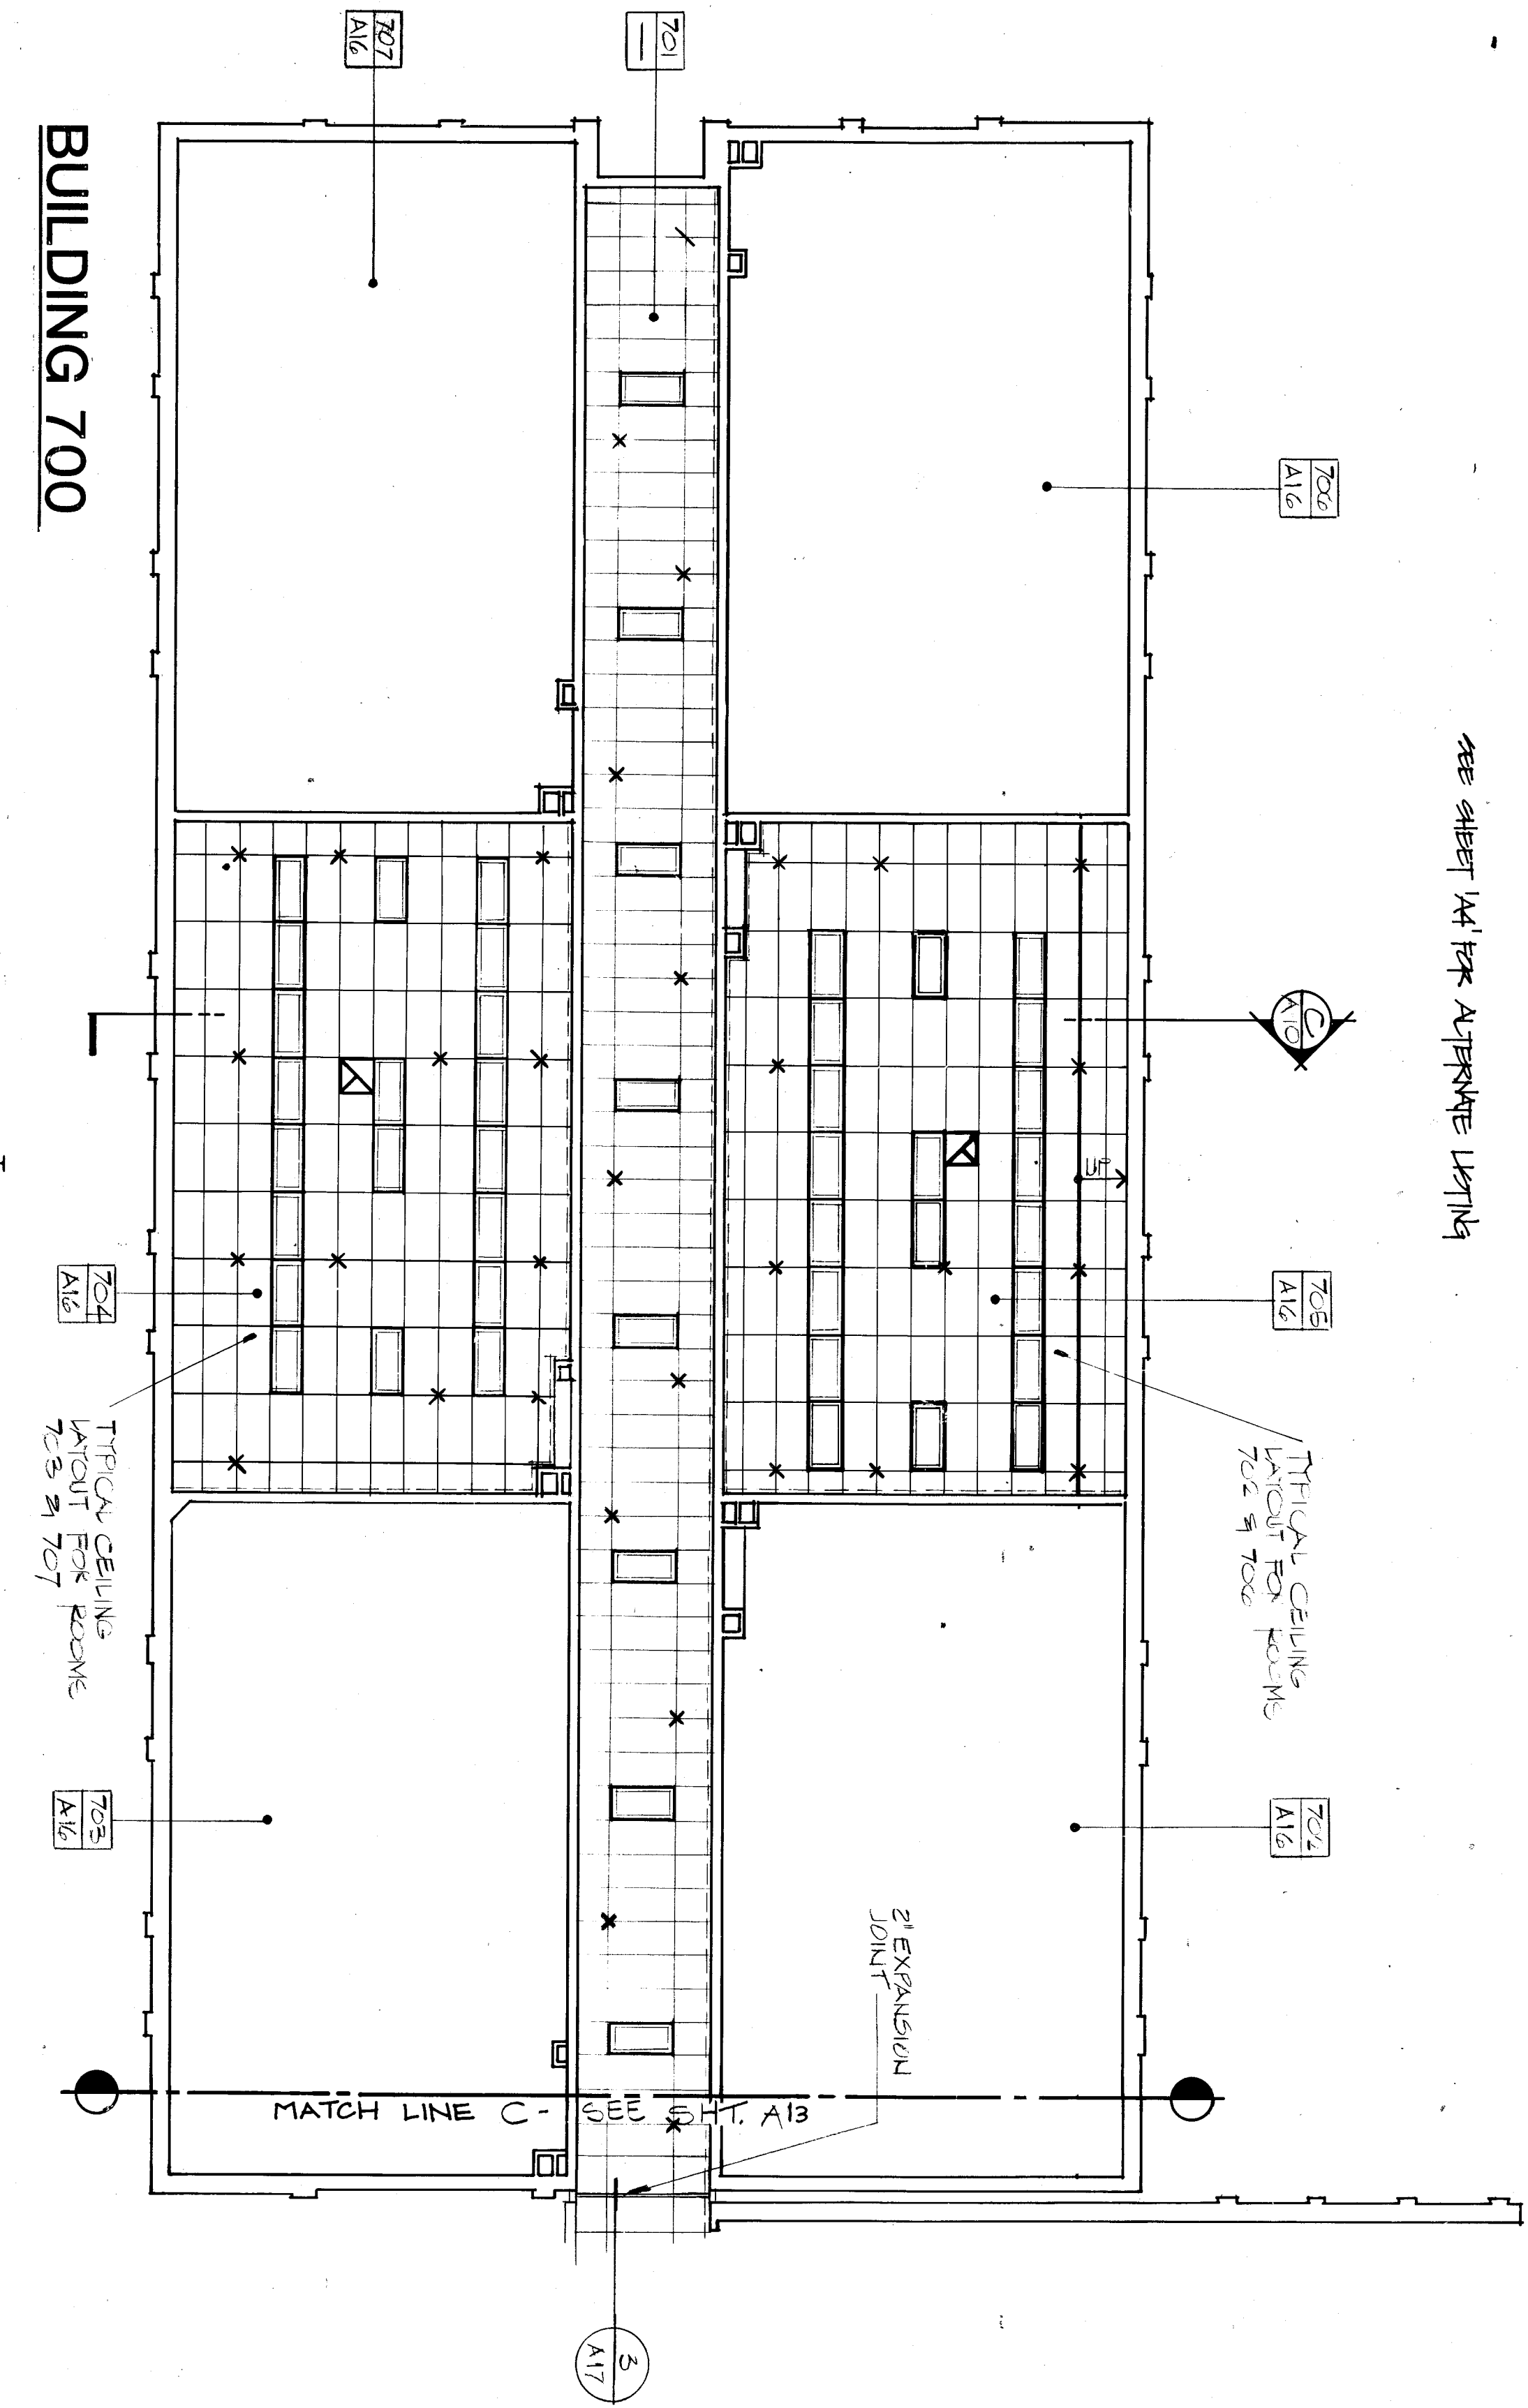 SEE SHEET 'A4' FOR ALTERNATE LISTING
701
—
707
A16
706
A16
C
A10
UP
705
A16
TYPICAL CEILING
LAYOUT FOR ROOMS
702 & 706
702
A16
2" EXPANSION
JOINT
704
A16
TYPICAL CEILING
LAYOUT FOR ROOMS
703 & 707
703
A16
MATCH LINE C - SEE SHT. A13
3
A17
BUILDING 700